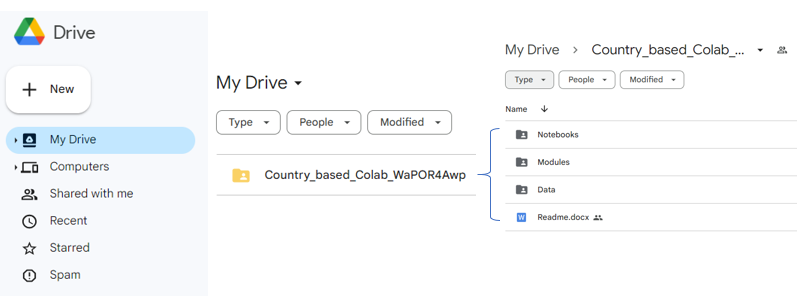 Drive
New
My Drive
Computers
Shared with me
Recent
Starred
Spam
My Drive
Type People Modified
Country_based_Colab_WaPOR4Awp
My Drive > Country_based_Colab_...
Type People Modified
Name
Notebooks
Modules
Data
W Readme.docx